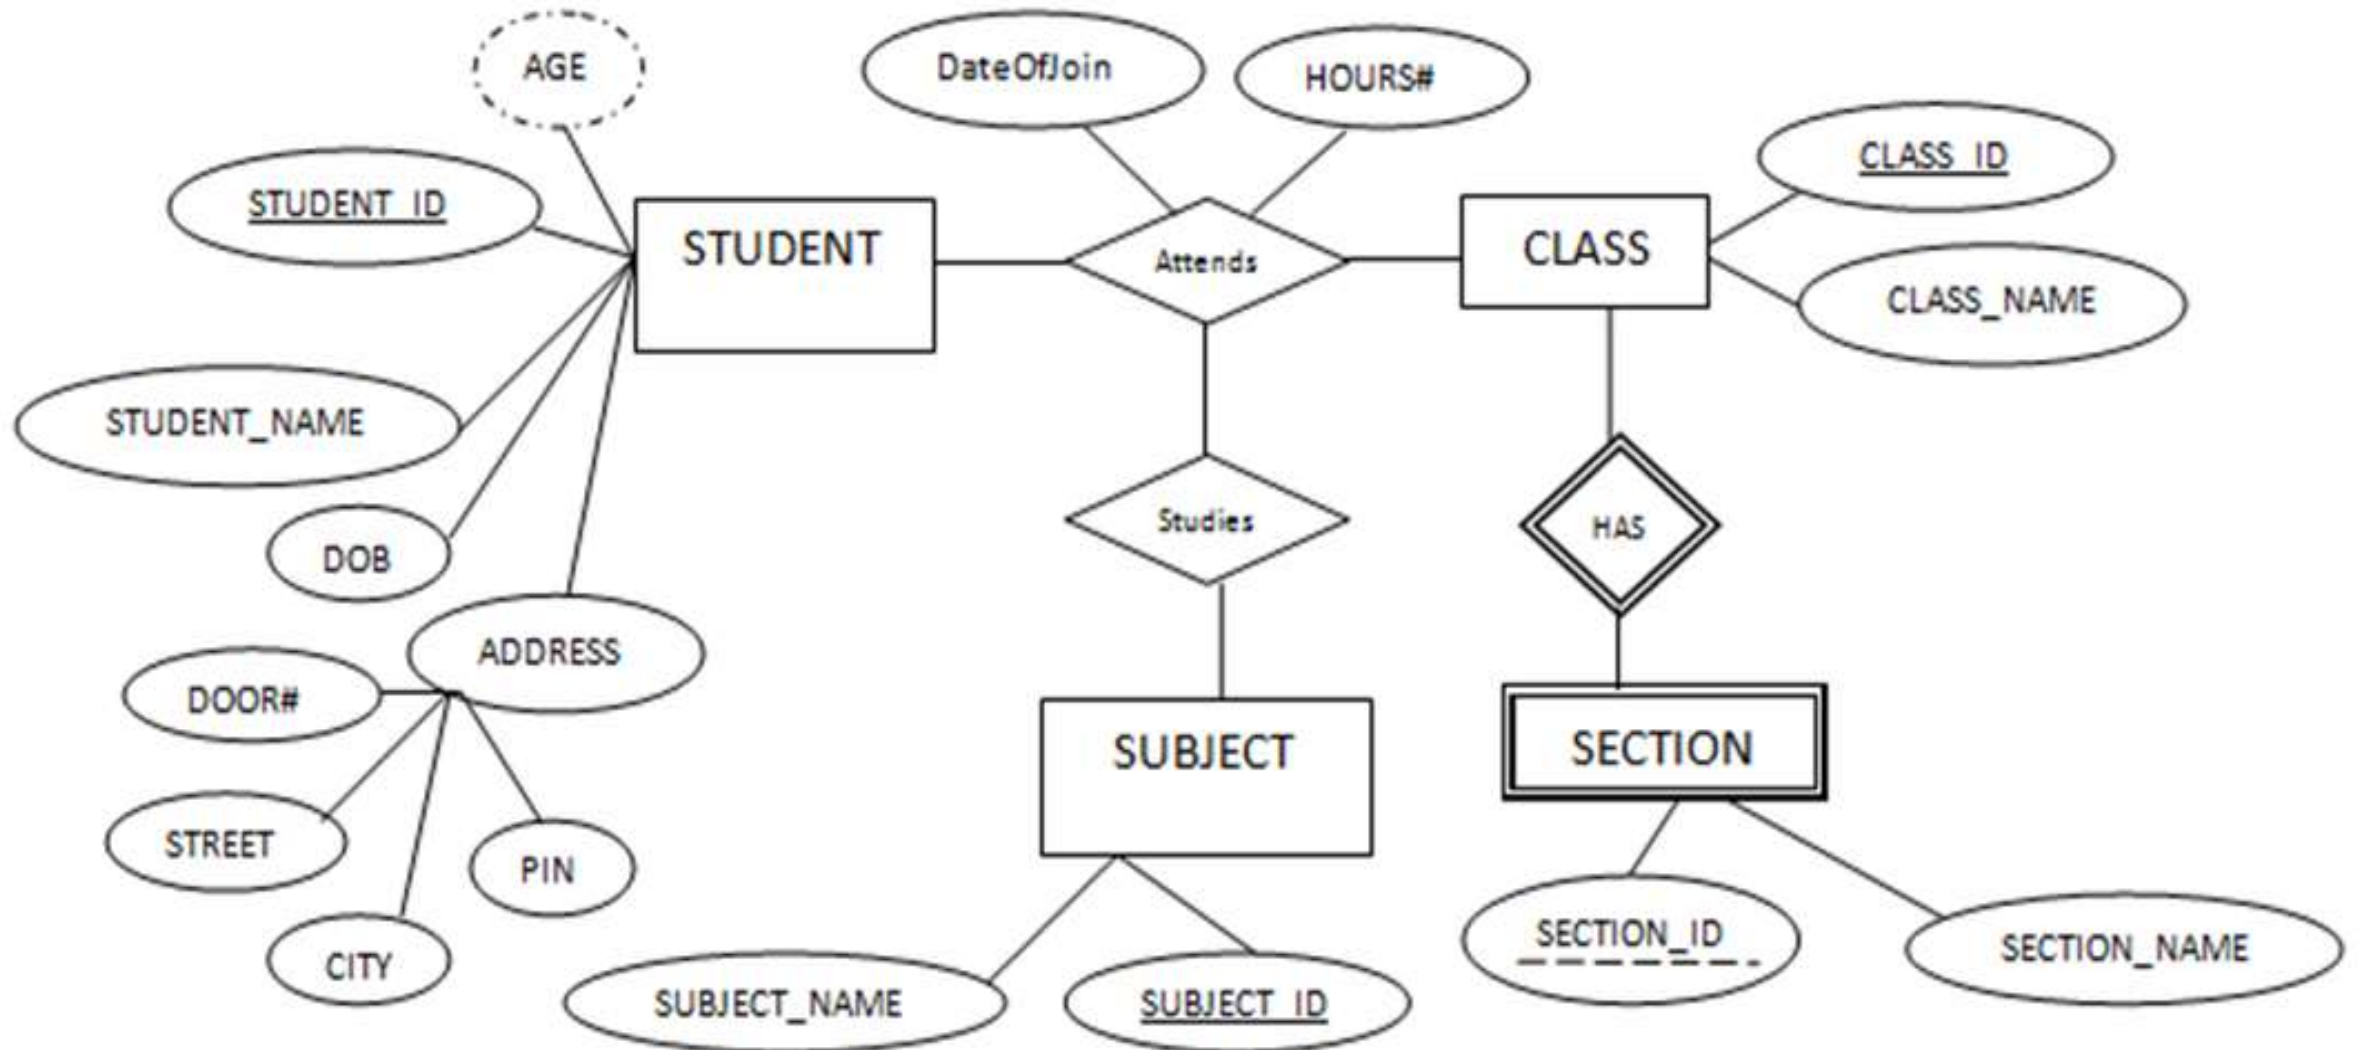 AGE
DateOfJoin
HOURS#
CLASS_ID
STUDENT_ID
STUDENT
Attends
CLASS
CLASS_NAME
STUDENT_NAME
Studies
HAS
DOB
ADDRESS
DOOR#
SUBJECT
SECTION
STREET
PIN
CITY
SECTION_ID
SECTION_NAME
SUBJECT_NAME
SUBJECT_ID